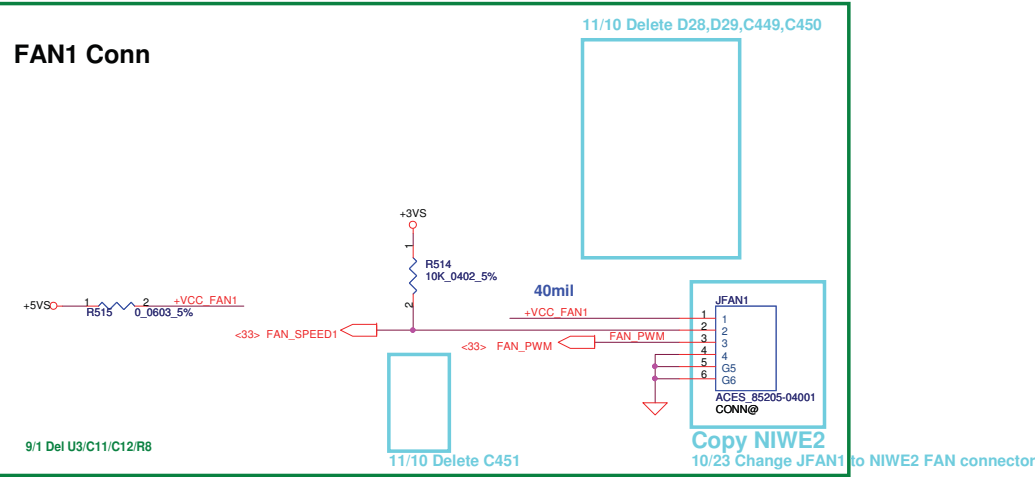 11/10 Delete D28,D29,C449,C450
FAN1 Conn
+3VS
1
R514
10K_0402_5%
2
+5VS
1
2
+VCC_FAN1
R515
0_0603_5%
40mil
+VCC_FAN1
<33> FAN_SPEED1
<33> FAN_PWM
FAN_PWM
JFAN1
1
1
2
2
3
3
4
4
5
G5
6
G6
ACES_85205-04001
CONN@
9/1 Del U3/C11/C12/R8
11/10 Delete C451
Copy NIWE2
10/23 Change JFAN1 to NIWE2 FAN connector